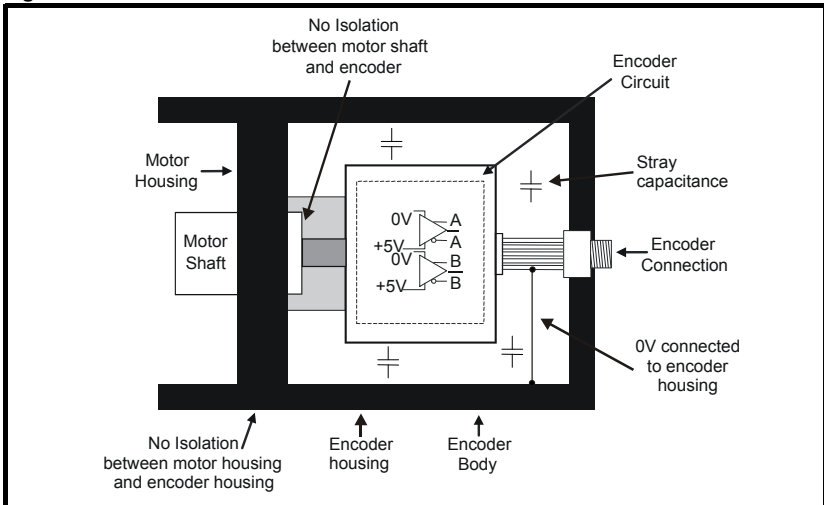 No Isolation
between motor shaft
and encoder
Encoder
Circuit
Motor
Housing
Stray
capacitance
Motor
Shaft
0V
A
+5V
A
0V
B
+5V
B
Encoder
Connection
0V connected
to encoder
housing
No Isolation
between motor housing
and encoder housing
Encoder
housing
Encoder
Body